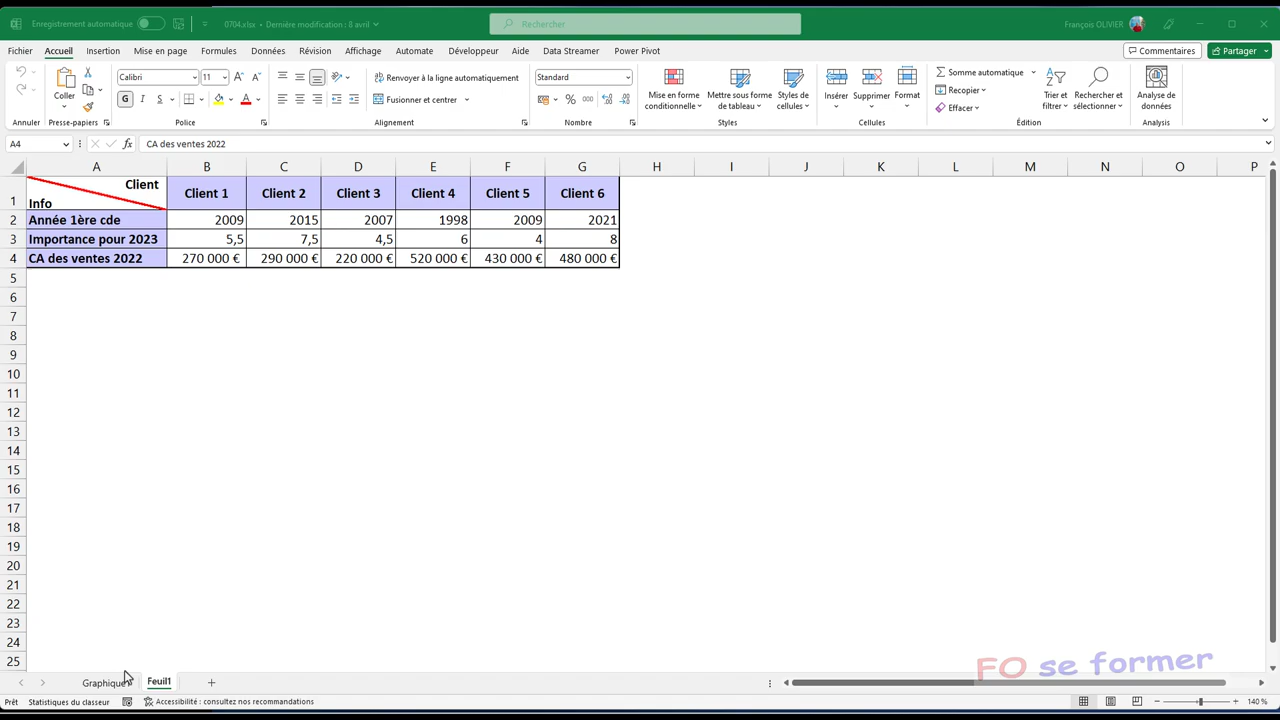 Enregistrement automatique 0704.xlsx • Dernière modification : 8 avril Rechercher François OLIVIER
Fichier Accueil Insertion Mise en page Formules Données Révision Affichage Automate Développeur Aide Data Streamer Power Pivot Commentaires Partager
Coller Calibri 11 Renvoyer à la ligne automatiquement Standard Mise en forme conditionnelle Mettre sous forme de tableau Styles de cellules Insérer Supprimer Format Somme automatique Trier et filtrer Rechercher et sélectionner Analyse de données
G I S Fusionner et centrer % 000 Recopier
Effacer
Annuler Presse-papiers Police Alignement Nombre Styles Cellules Édition Analysis
A4 fx CA des ventes 2022
A B C D E F G H I J K L M N O P
1 Client Info Client 1 Client 2 Client 3 Client 4 Client 5 Client 6
2 Année 1ère cde 2009 2015 2007 1998 2009 2021
3 Importance pour 2023 5,5 7,5 4,5 6 4 8
4 CA des ventes 2022 270 000 € 290 000 € 220 000 € 520 000 € 430 000 € 480 000 €
5
6
7
8
9
10
11
12
13
14
15
16
17
18
19
20
21
22
23
24
25
FO se former
Graphique Feuil1
Prêt Statistiques du classeur Accessibilité : consultez nos recommandations 140 %